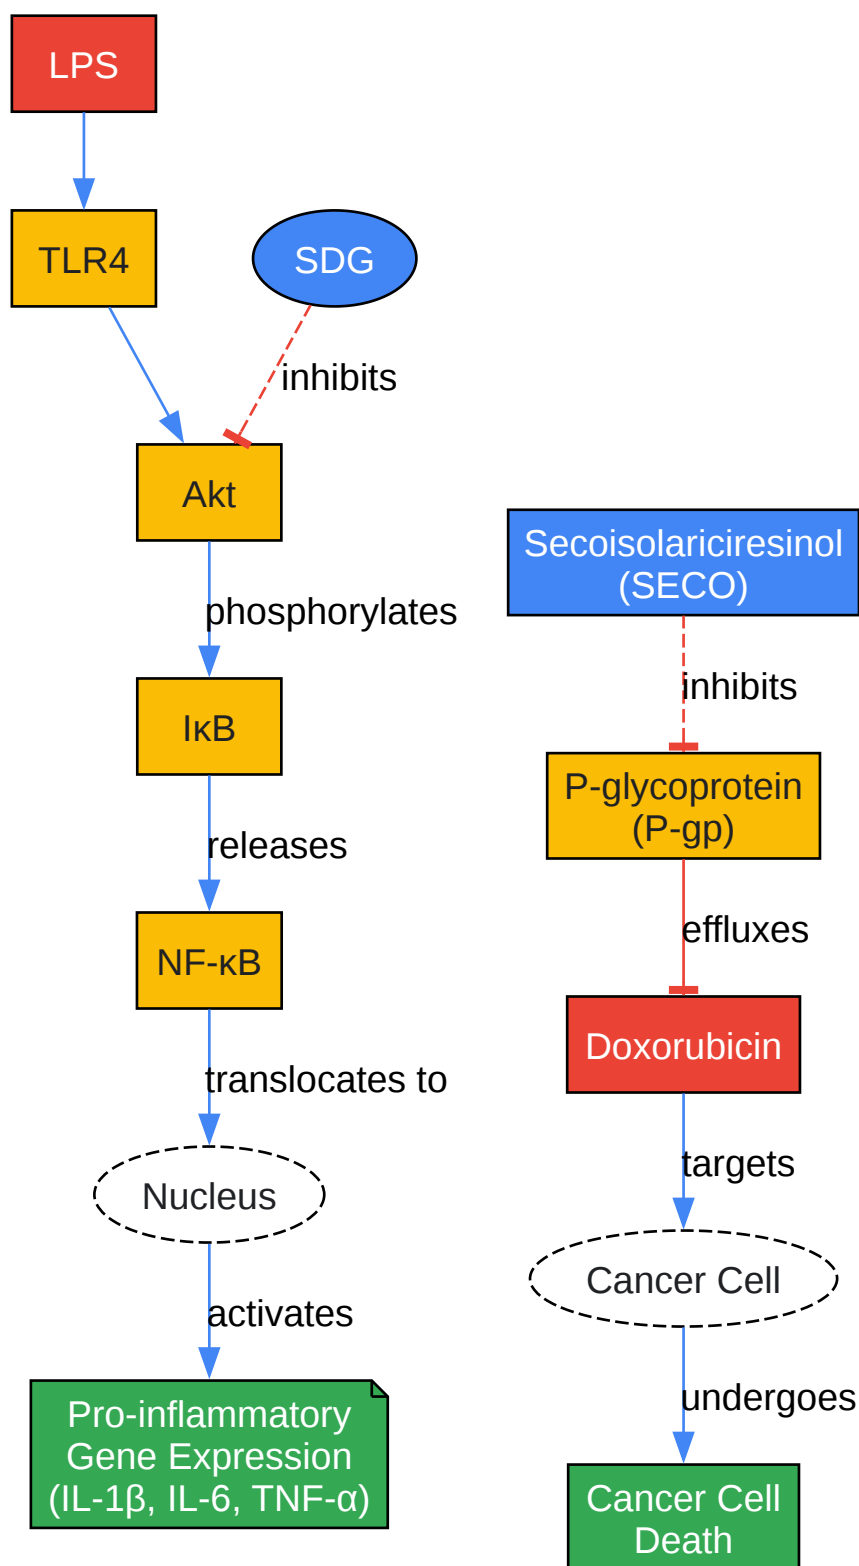 LPS
TLR4
SDG
inhibits
Akt
phosphorylates
IκB
releases
NF-κB
translocates to
Nucleus
activates
Pro-inflammatory
Gene Expression
(IL-1β, IL-6, TNF-α)
Secoisolariciresinol
(SECO)
inhibits
P-glycoprotein
(P-gp)
effluxes
Doxorubicin
targets
Cancer Cell
undergoes
Cancer Cell
Death